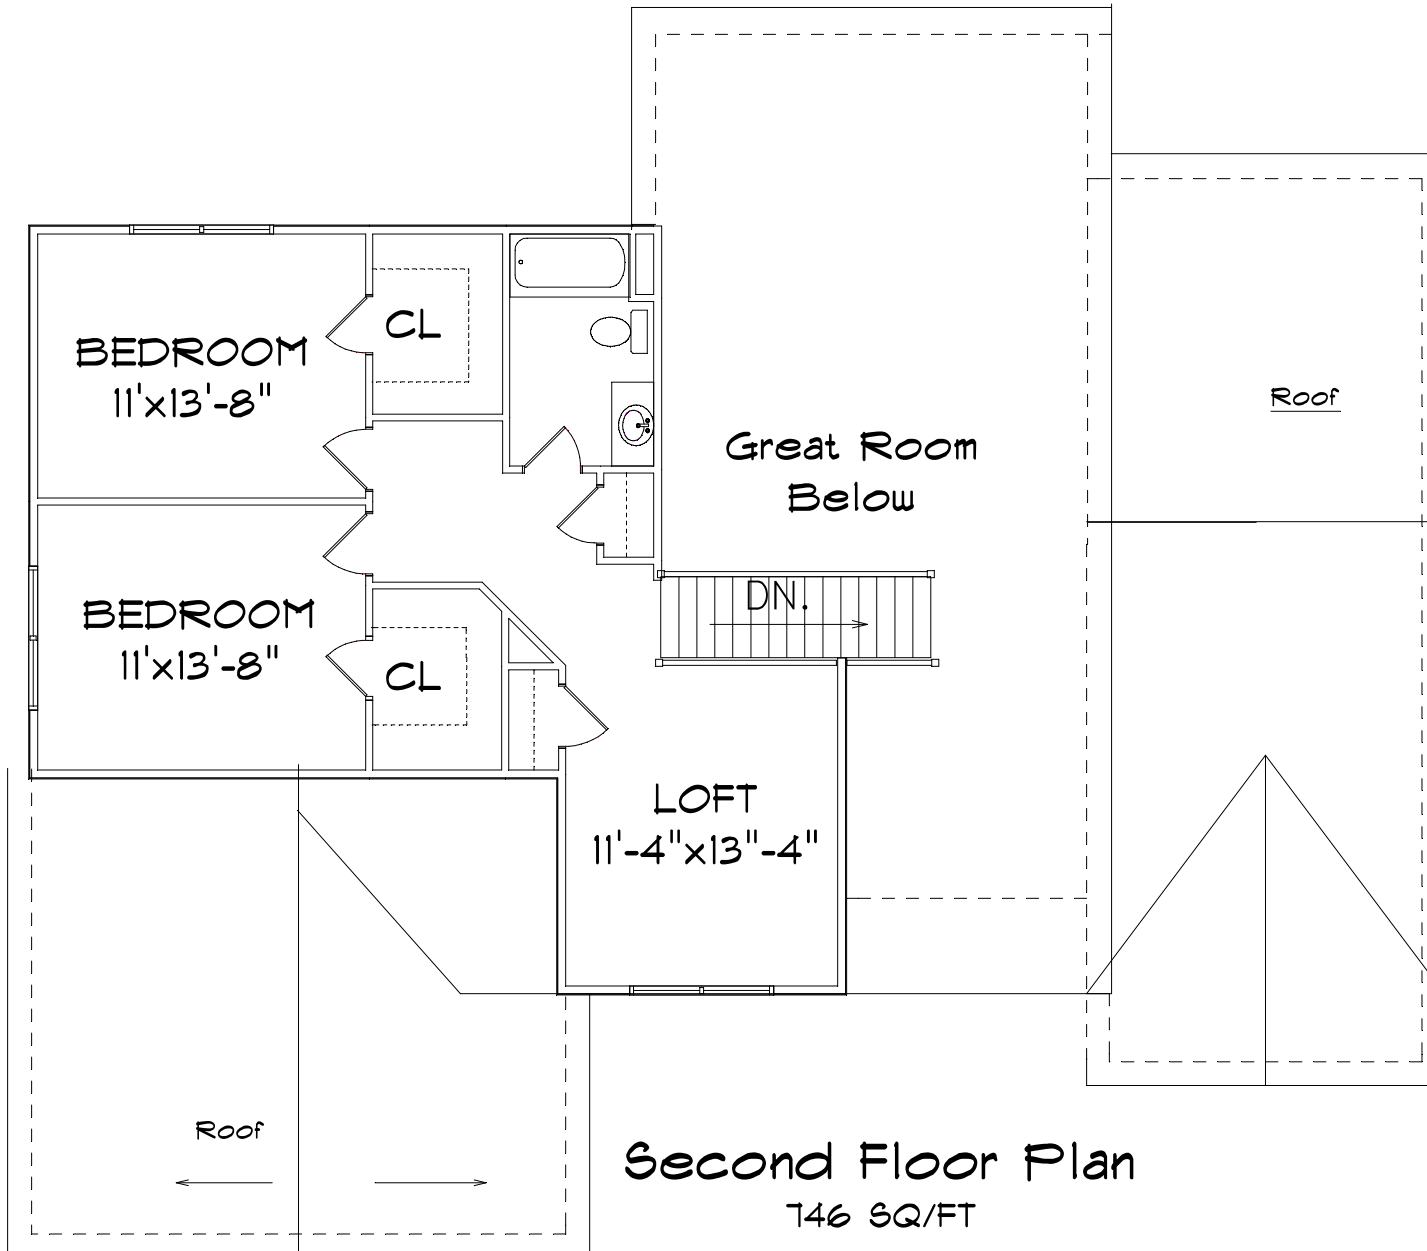 BEDROOM
11'x13'-8"
CL
Great Room
Below
Roof
BEDROOM
11'x13'-8"
CL
DN.
LOFT
11'-4"x13"-4"
Roof
Second Floor Plan
746 SQ/FT